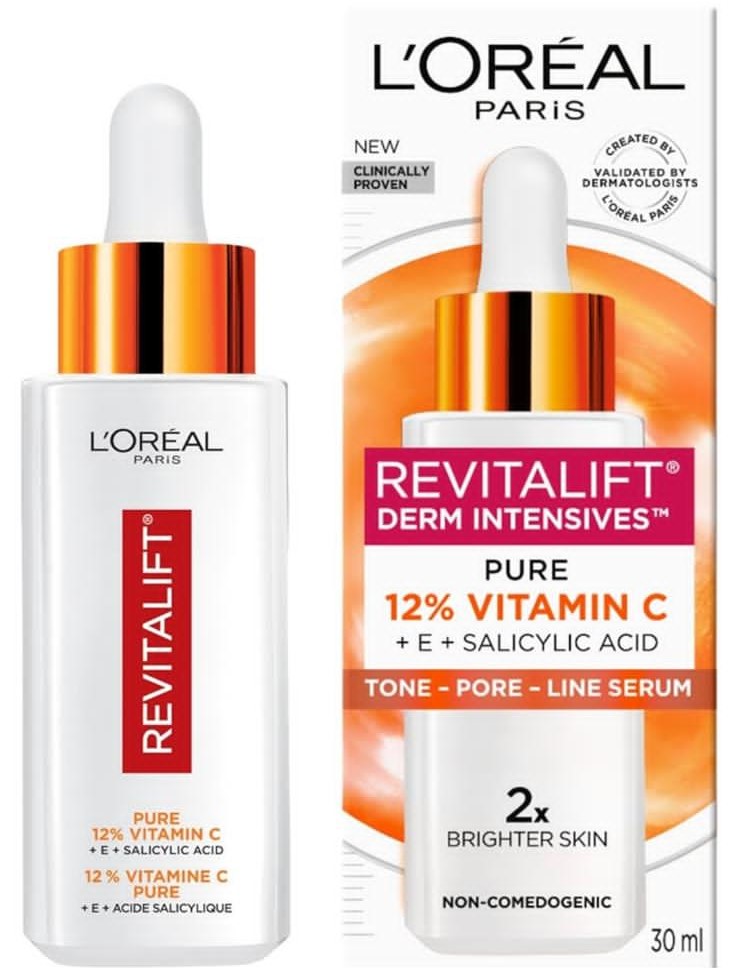 L'ORÉAL
PARiS
REVITALIFT®
PURE
12% VITAMIN C
+ E + SALICYLIC ACID
12 % VITAMINE C
PURE
+ E + ACIDE SALICYLIQUE
L'ORÉAL
PARiS
NEW
CLINICALLY
PROVEN
CREATED BY
VALIDATED BY
DERMATOLOGISTS
L'ORÉAL PARIS
REVITALIFT®
DERM INTENSIVES™
PURE
12% VITAMIN C
+ E + SALICYLIC ACID
TONE – PORE – LINE SERUM
2x
BRIGHTER SKIN
NON-COMEDOGENIC
30 ml